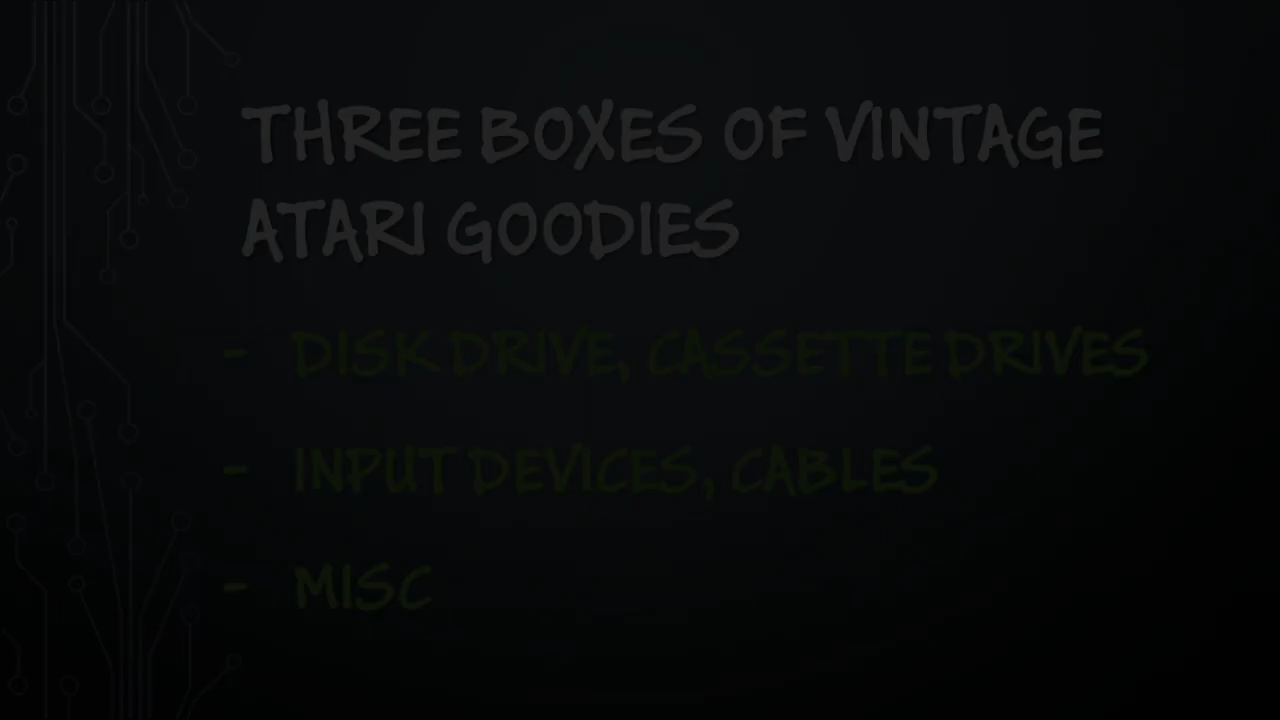 THREE BOXES OF VINTAGE
ATARI GOODIES
- DISK DRIVE, CASSETTE DRIVES
- INPUT DEVICES, CABLES
- MISC